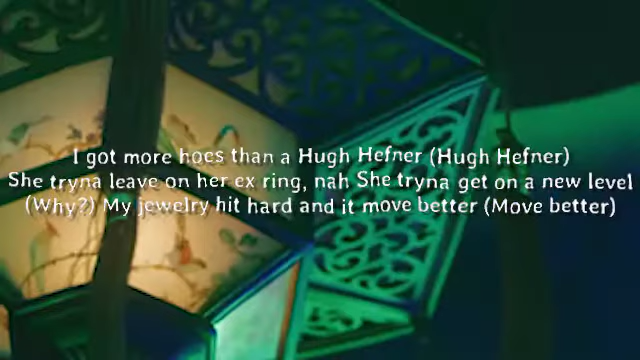 I got more hoes than a Hugh Hefner (Hugh Hefner)
She tryna leave on her ex ring, nah She tryna get on a new level
(Why?) My jewelry hit hard and it move better (Move better)